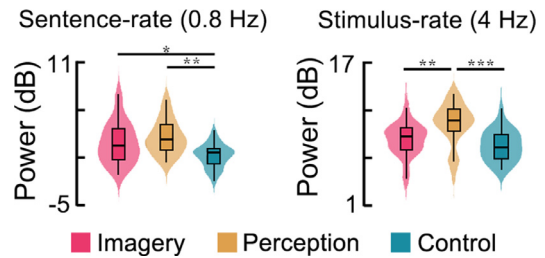 Sentence-rate (0.8 Hz)
Stimulus-rate (4 Hz)
11
*
**
Power (dB)
-5
17
** ***
Power (dB)
1
Imagery Perception Control